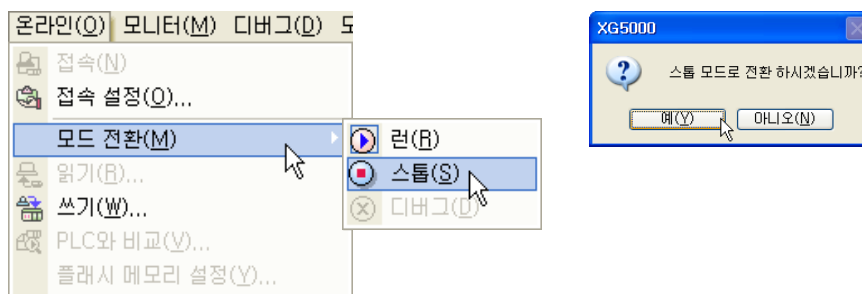 온라인(O) 모니터(M) 디버그(D)
접속(N)
접속 설정(O)...
모드 전환(M)
읽기(R)...
쓰기(W)...
PLC와 비교(V)...
플래시 메모리 설정(Y)...
런(R)
스톱(S)
디버그(D)
XG5000
스톱 모드로 전환 하시겠습니까?
예(Y) 아니오(N)